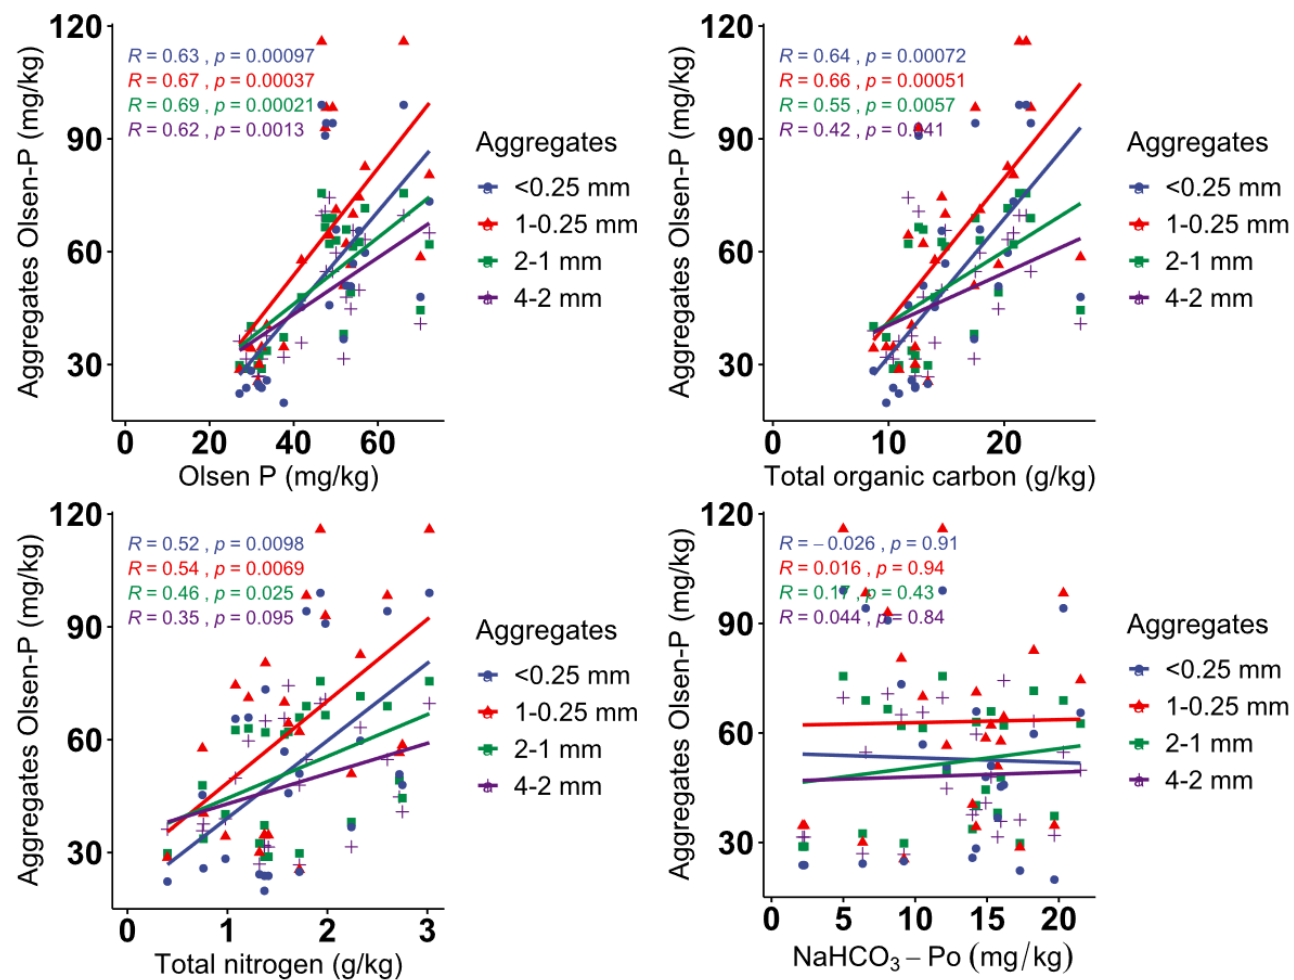 120
90
60
30
Aggregates Olsen-P (mg/kg)
R = 0.63 , p = 0.00097
R = 0.67 , p = 0.00037
R = 0.69 , p = 0.00021
R = 0.62 , p = 0.0013
0 20 40 60
Olsen P (mg/kg)
Aggregates
<0.25 mm
1-0.25 mm
2-1 mm
4-2 mm
120
90
60
30
Aggregates Olsen-P (mg/kg)
R = 0.64 , p = 0.00072
R = 0.66 , p = 0.00051
R = 0.55 , p = 0.0057
R = 0.42 , p = 0.041
0 10 20
Total organic carbon (g/kg)
Aggregates
<0.25 mm
1-0.25 mm
2-1 mm
4-2 mm
120
90
60
30
Aggregates Olsen-P (mg/kg)
R = 0.52 , p = 0.0098
R = 0.54 , p = 0.0069
R = 0.46 , p = 0.025
R = 0.35 , p = 0.095
0 1 2 3
Total nitrogen (g/kg)
Aggregates
<0.25 mm
1-0.25 mm
2-1 mm
4-2 mm
120
90
60
30
Aggregates Olsen-P (mg/kg)
R = − 0.026 , p = 0.91
R = 0.016 , p = 0.94
R = 0.17 , p = 0.43
R = 0.044 , p = 0.84
0 5 10 15 20
NaHCO₃ – Po (mg/kg)
Aggregates
<0.25 mm
1-0.25 mm
2-1 mm
4-2 mm